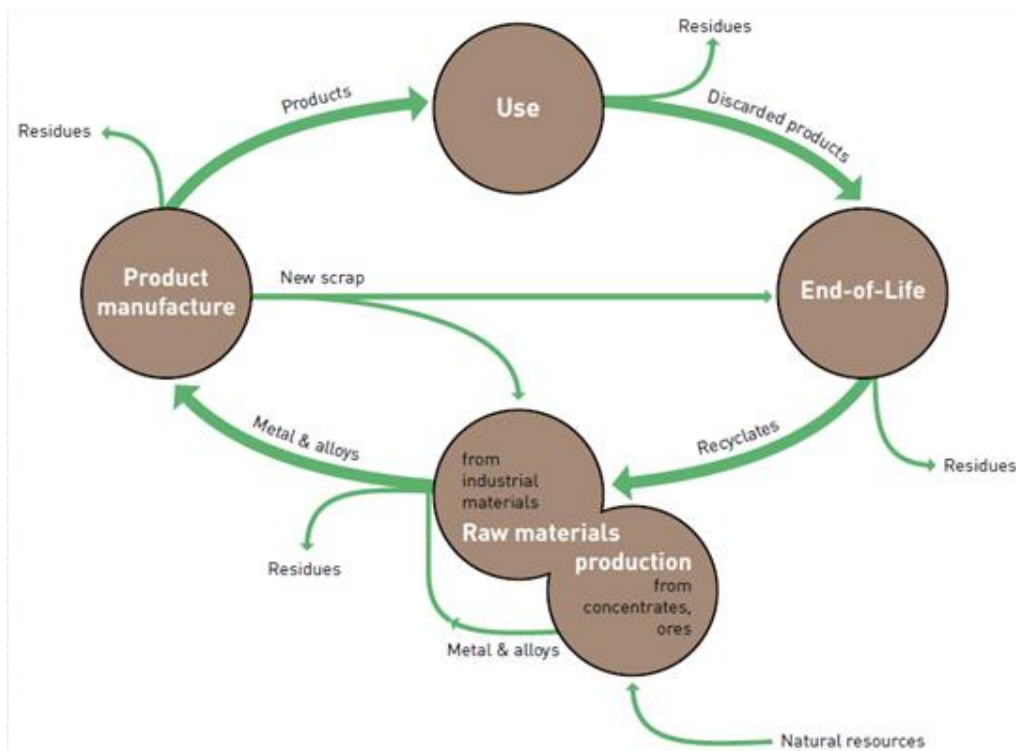 Residues
Use
Products
Discarded products
Residues
Product
manufacture
New scrap
End-of-Life
Metal & alloys
Recyclates
from
industrial
materials
Residues
Raw materials
production
Residues
from
concentrates,
ores
Metal & alloys
Natural resources